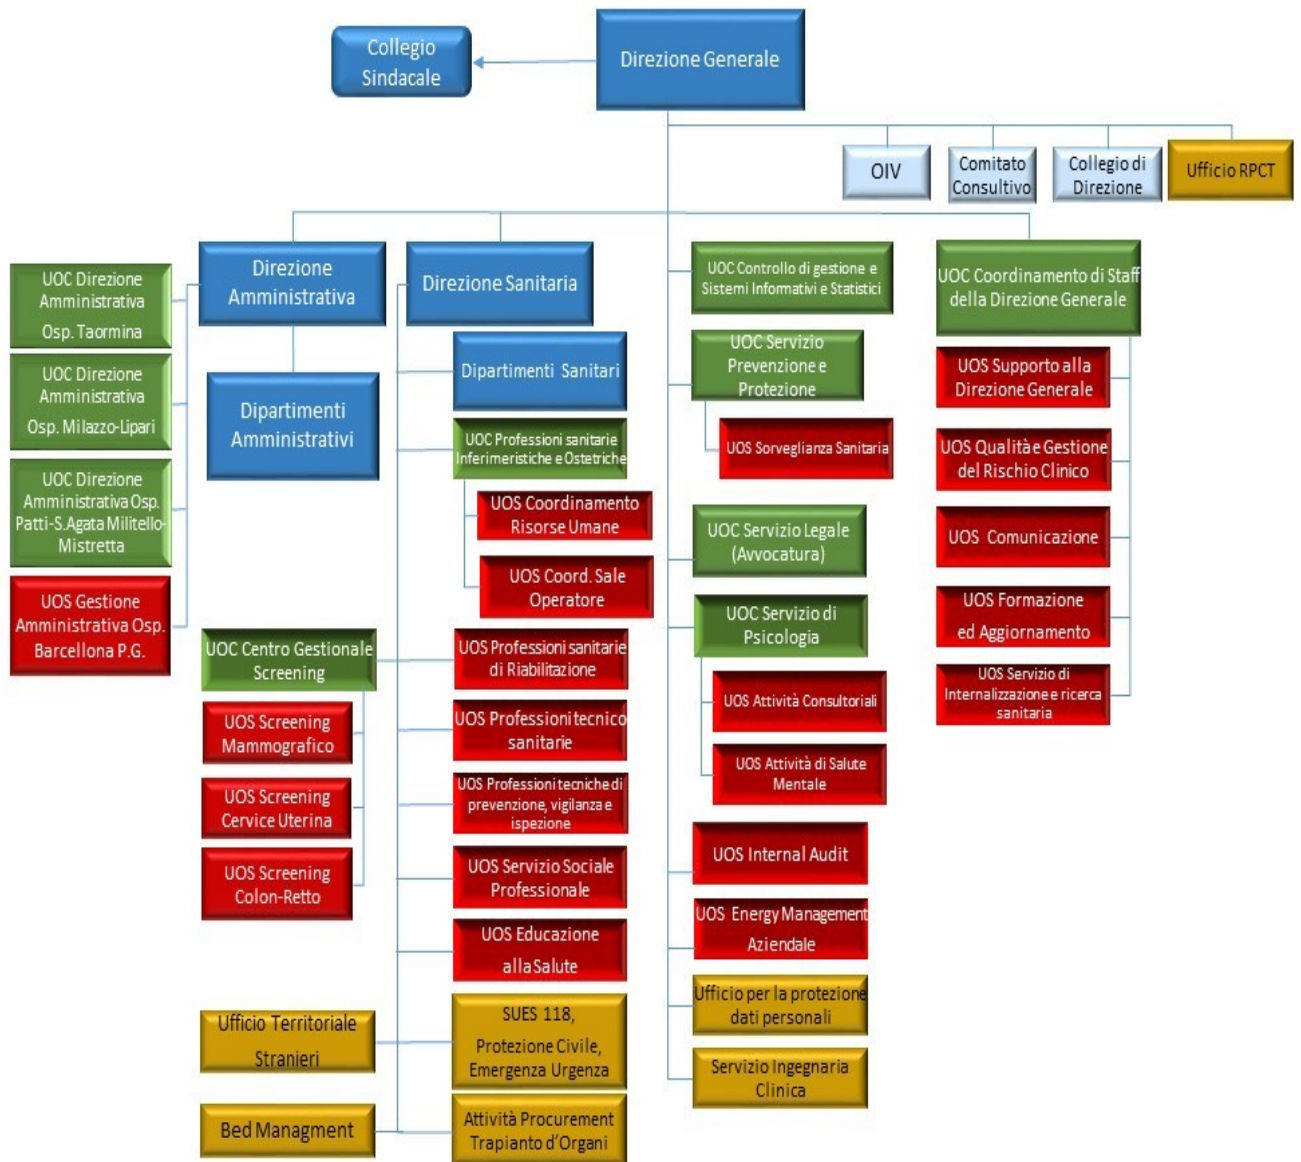 Collegio
Sindacale
Direzione Generale
OIV
Comitato
Consultivo
Collegio di
Direzione
Ufficio RPCT
UOC Direzione
Amministrativa
Osp. Taormina
UOC Direzione
Amministrativa
Osp. Milazzo-Lipari
UOC Direzione
Amministrativa Osp.
Patti-S.Agata Militello-
Mistretta
UOS Gestione
Amministrativa Osp.
Barcellona P.G.
Direzione
Amministrativa
Dipartimenti
Amministrativi
UOC Centro Gestionale
Screening
UOS Screening
Mammografico
UOS Screening
Cervice Uterina
UOS Screening
Colon-Retto
Ufficio Territoriale
Stranieri
Bed Managment
Direzione Sanitaria
Dipartimenti Sanitari
UOC Professioni sanitarie
Inferimeristiche e Ostetriche
UOS Coordinamento
Risorse Umane
UOS Coord. Sale
Operatore
UOS Professioni sanitarie
di Riabilitazione
UOS Professioni tecnico
sanitarie
UOS Professioni tecniche di
prevenzione, vigilanza e
ispezione
UOS Servizio Sociale
Professionale
UOS Educazione
alla Salute
SUES 118,
Protezione Civile,
Emergenza Urgenza
Attività Procurement
Trapianto d'Organi
UOC Controllo di gestione e
Sistemi Informativi e Statistici
UOC Servizio
Prevenzione e
Protezione
UOS Sorveglianza Sanitaria
UOC Servizio Legale
(Avvocatura)
UOC Servizio di
Psicologia
UOS Attività Consultoriali
UOS Attività di Salute
Mentale
UOS Internal Audit
UOS Energy Management
Aziendale
Ufficio per la protezione
dati personali
Servizio Ingegnaria
Clinica
UOC Coordinamento di Staff
della Direzione Generale
UOS Supporto alla
Direzione Generale
UOS Qualità e Gestione
del Rischio Clinico
UOS Comunicazione
UOS Formazione
ed Aggiornamento
UOS Servizio di
Internalizzazione e ricerca
sanitaria